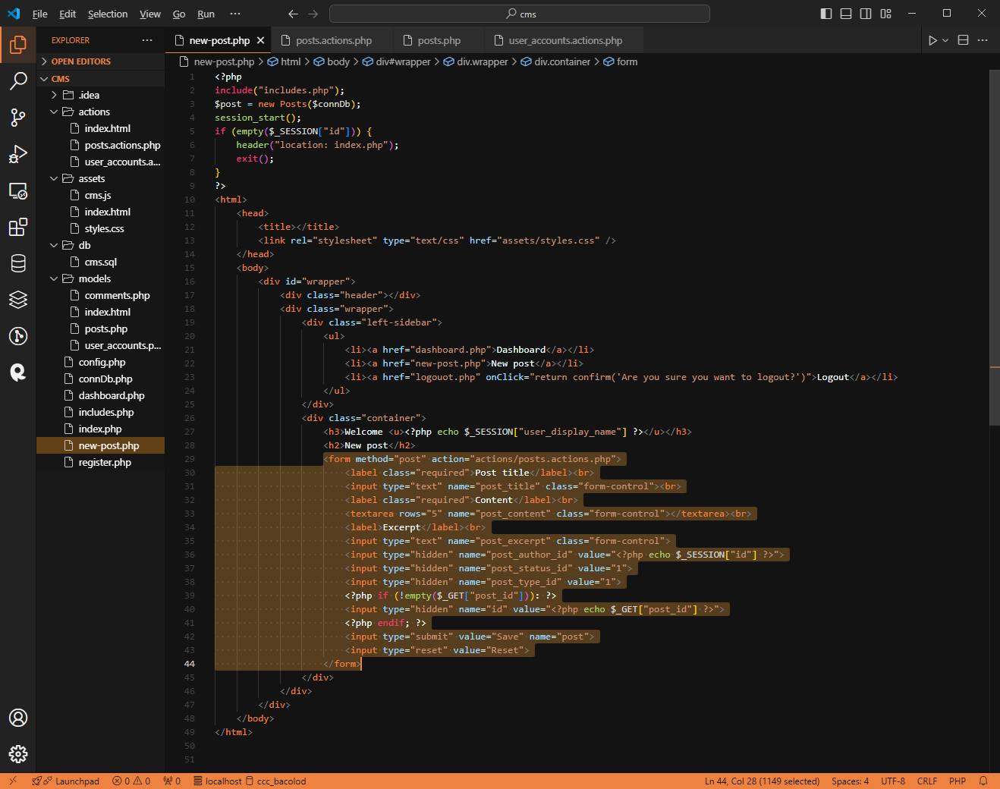 File Edit Selection View Go Run ··· cms
EXPLORER ···
OPEN EDITORS
CMS
.idea
actions
index.html
posts.actions.php
user_accounts.a...
assets
cms.js
index.html
styles.css
db
cms.sql
models
comments.php
index.html
posts.php
user_accounts.p...
config.php
connDb.php
dashboard.php
includes.php
index.php
new-post.php
register.php
new-post.php posts.actions.php posts.php user_accounts.actions.php
new-post.php > html > body > div#wrapper > div.wrapper > div.container > form
1 <?php
2 include("includes.php");
3 $post = new Posts($connDb);
4 session_start();
5 if (empty($_SESSION["id"])) {
6 header("location: index.php");
7 exit();
8 }
9 ?>
10 <html>
11 <head>
12 <title></title>
13 <link rel="stylesheet" type="text/css" href="assets/styles.css" />
14 </head>
15 <body>
16 <div id="wrapper">
17 <div class="header"></div>
18 <div class="wrapper">
19 <div class="left-sidebar">
20 <ul>
21 <li><a href="dashboard.php">Dashboard</a></li>
22 <li><a href="new-post.php">New post</a></li>
23 <li><a href="logouot.php" onClick="return confirm('Are you sure you want to logout?')">Logout</a></li>
24 </ul>
25 </div>
26 <div class="container">
27 <h3>Welcome <u><?php echo $_SESSION["user_display_name"] ?></u></h3>
28 <h2>New post</h2>
29 <form method="post" action="actions/posts.actions.php">
30 <label class="required">Post title</label><br>
31 <input type="text" name="post_title" class="form-control"><br>
32 <label class="required">Content</label><br>
33 <textarea rows="5" name="post_content" class="form-control"></textarea><br>
34 <label>Excerpt</label><br>
35 <input type="text" name="post_excerpt" class="form-control">
36 <input type="hidden" name="post_author_id" value="<?php echo $_SESSION["id"] ?>">
37 <input type="hidden" name="post_status_id" value="1">
38 <input type="hidden" name="post_type_id" value="1">
39 <?php if (!empty($_GET["post_id"])): ?>
40 <input type="hidden" name="id" value="<?php echo $_GET["post_id"] ?>">
41 <?php endif; ?>
42 <input type="submit" value="Save" name="post">
43 <input type="reset" value="Reset">
44 </form>
45 </div>
46 </div>
47 </div>
48 </body>
49 </html>
50
51
Launchpad 0 0 0 localhost ccc_bacolod Ln 44, Col 28 (1149 selected) Spaces: 4 UTF-8 CRLF PHP